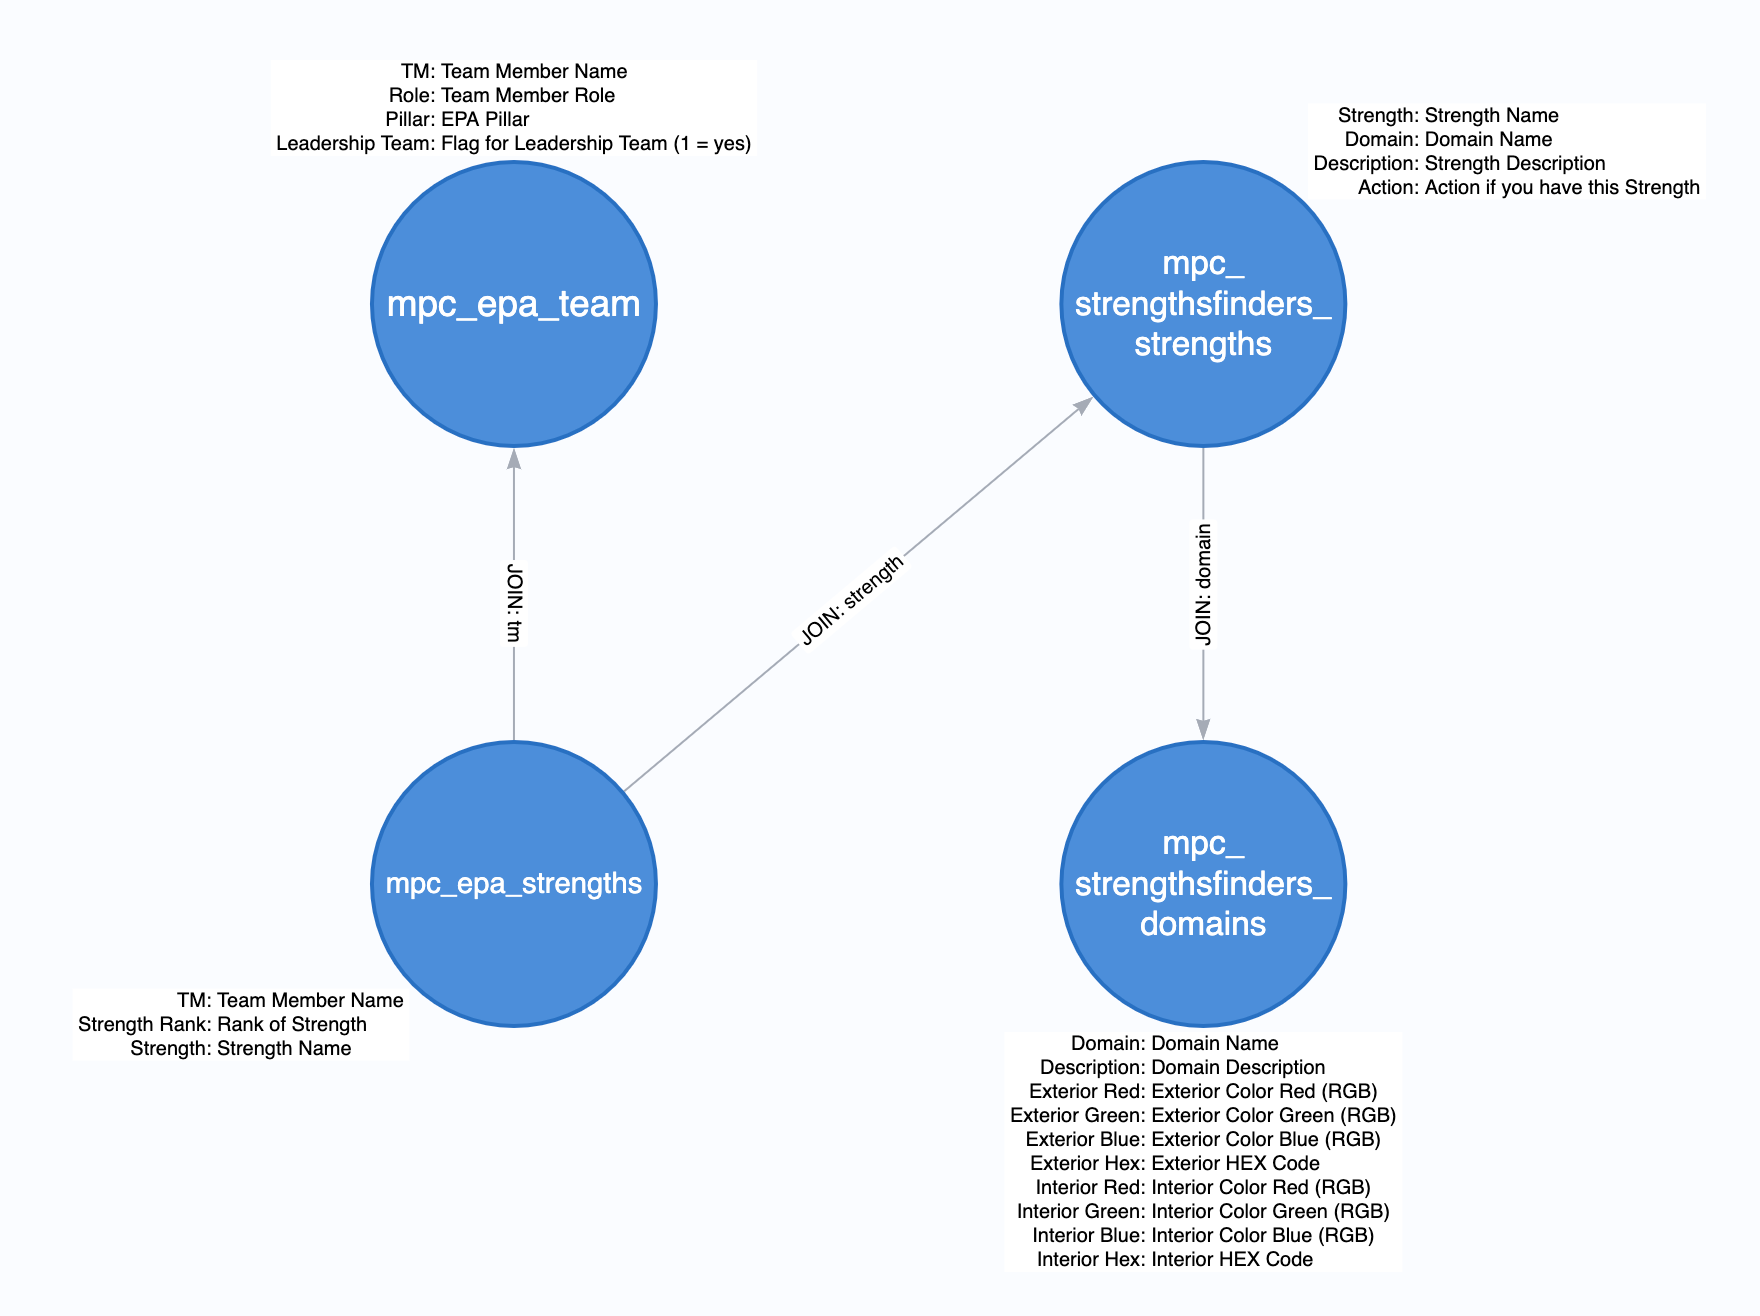 TM: Team Member Name
Role: Team Member Role
Pillar: EPA Pillar
Leadership Team: Flag for Leadership Team (1 = yes)
mpc_epa_team
Strength: Strength Name
Domain: Domain Name
Description: Strength Description
Action: Action if you have this Strength
mpc_
strengthsfinders_
strengths
JOIN: tm
JOIN: strength
JOIN: domain
mpc_epa_strengths
TM: Team Member Name
Strength Rank: Rank of Strength
Strength: Strength Name
mpc_
strengthsfinders_
domains
Domain: Domain Name
Description: Domain Description
Exterior Red: Exterior Color Red (RGB)
Exterior Green: Exterior Color Green (RGB)
Exterior Blue: Exterior Color Blue (RGB)
Exterior Hex: Exterior HEX Code
Interior Red: Interior Color Red (RGB)
Interior Green: Interior Color Green (RGB)
Interior Blue: Interior Color Blue (RGB)
Interior Hex: Interior HEX Code